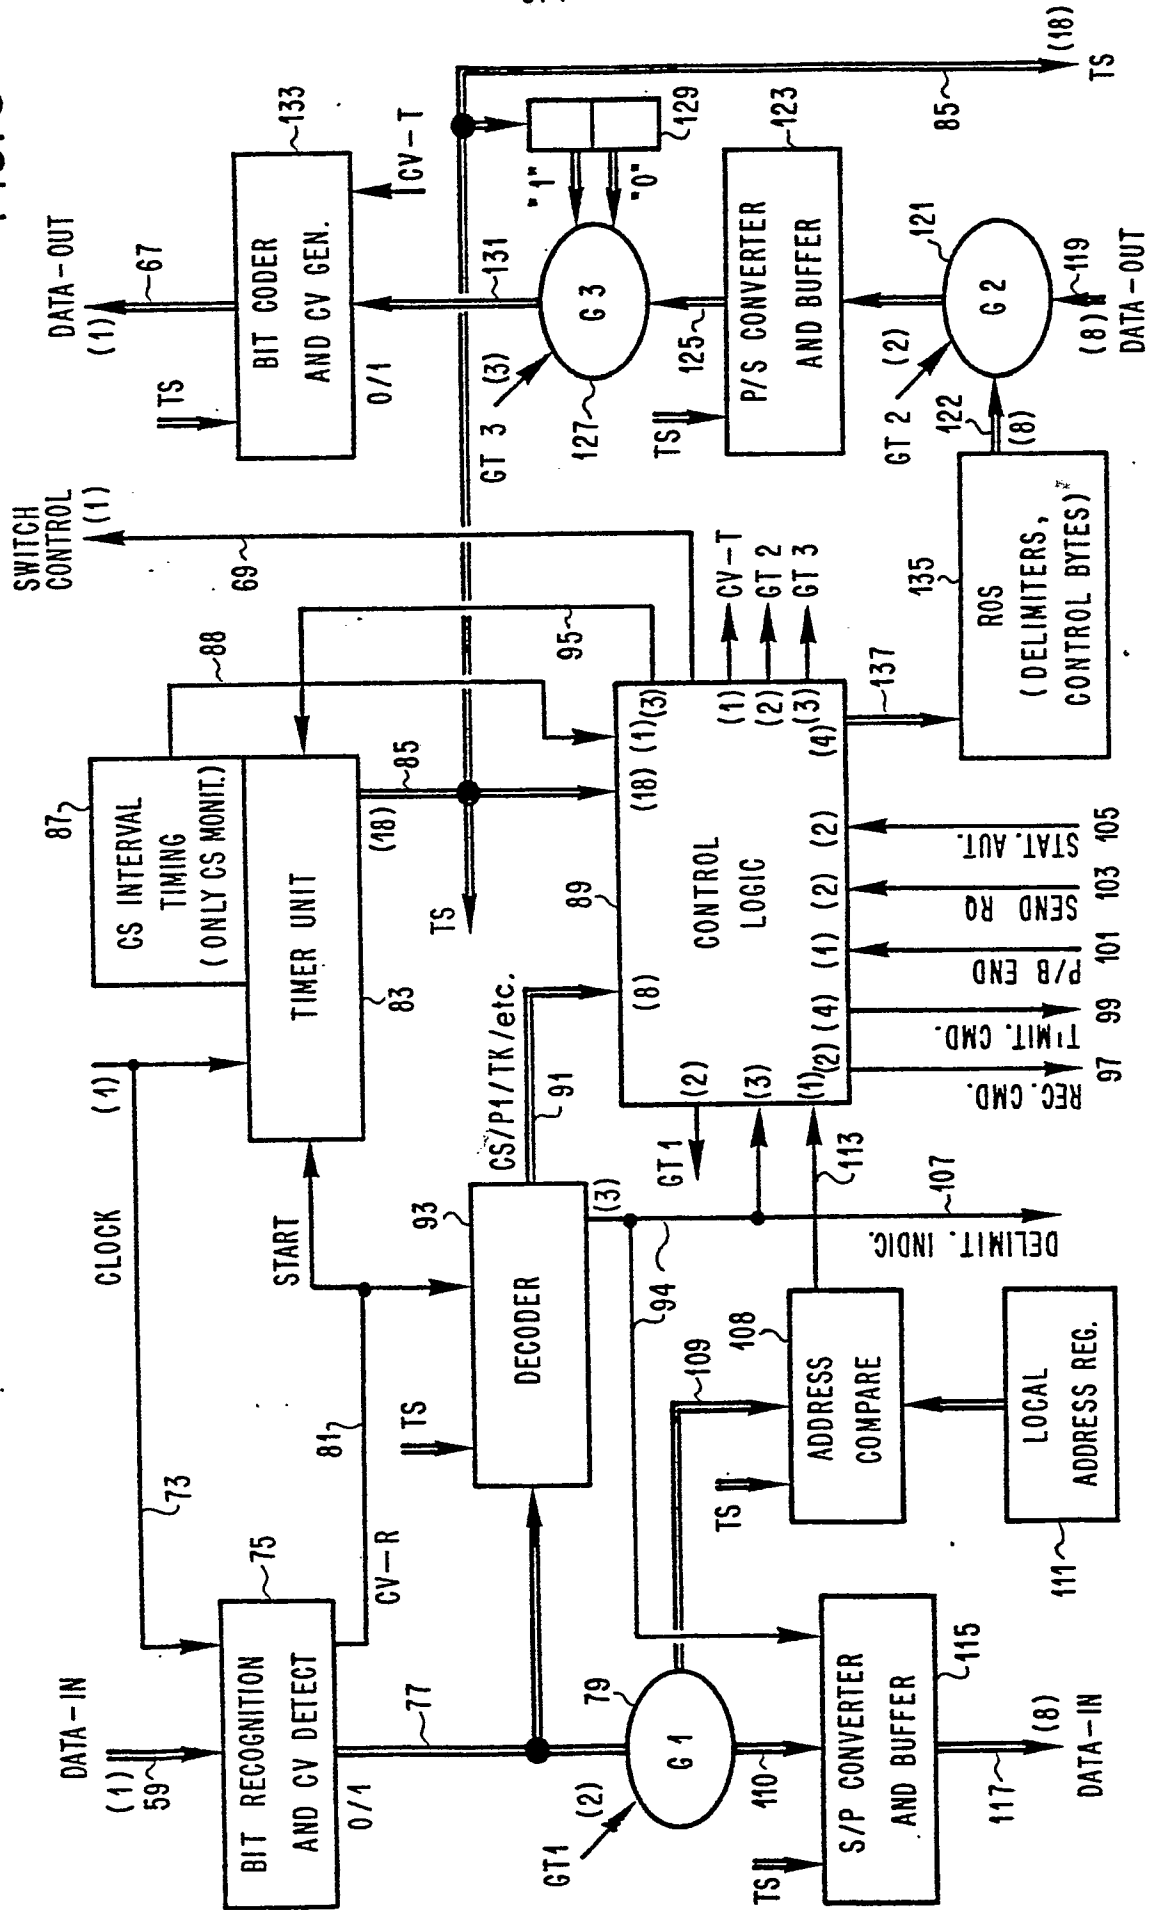 DATA-IN
(1)
59
BIT RECOGNITION
AND CV DETECT
75
0/1
73
CLOCK
(1)
CV-R
81
START
77
87
CS INTERVAL
TIMING
(ONLY CS MONIT.)
TIMER UNIT
83
88
95
(18)
85
TS
SWITCH
CONTROL
(1)
69
DATA-OUT
(1)
67
TS
BIT CODER
AND CV GEN.
133
0/1
CV-T
131
GT 3
(3)
G 3
127
"1"
"0"
129
125
TS
P/S CONVERTER
AND BUFFER
123
GT 2
(2)
G 2
121
122
(8)
119
(8)
DATA-OUT
85
(18)
TS
TS
DECODER
93
CS/P1/TK/etc.
91
(3)
94
94
89
CONTROL
LOGIC
(8)
(18)
(1)
(3)
(2)
GT 1
(3)
(1)
(2)
(4)
(1)
(2)
(2)
(4)
(1)
CV-T
(2)
GT 2
(3)
GT 3
137
135
ROS
(DELIMITERS,
CONTROL BYTES)
REC. CMD.
97
T'MIT. CMD.
99
P/B END
101
SEND RQ
103
STAT. AUT.
105
DELIMIT. INDIC.
107
113
109
TS
ADDRESS
COMPARE
108
LOCAL
ADDRESS REG.
111
GT1
(2)
G 1
79
110
TS
S/P CONVERTER
AND BUFFER
115
117
(8)
DATA-IN